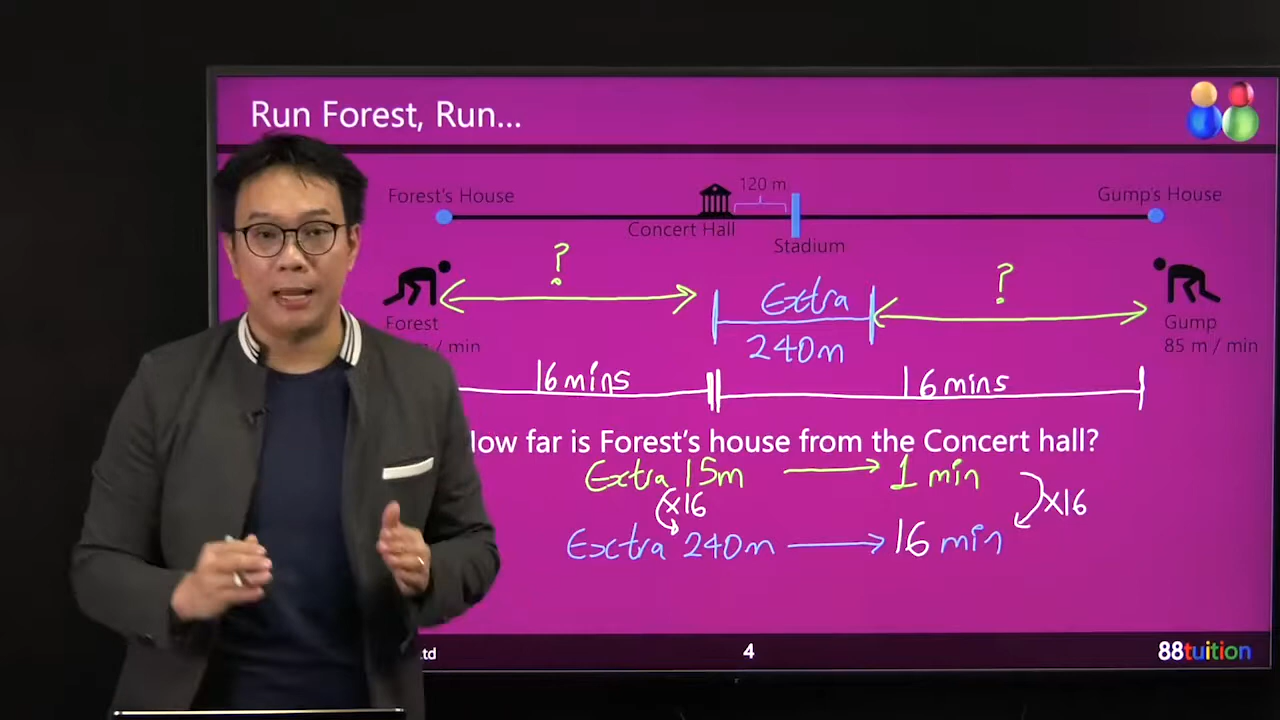 Run Forest, Run...
120 m
Forest's House
Gump's House
Concert Hall
Stadium
?
?
Extra
240m
Forest
m / min
Gump
85 m / min
16 mins
16 mins
How far is Forest's house from the Concert hall?
Extra 15m → 1 min
x16
x16
Extra 240m → 16 min
4
88tuition